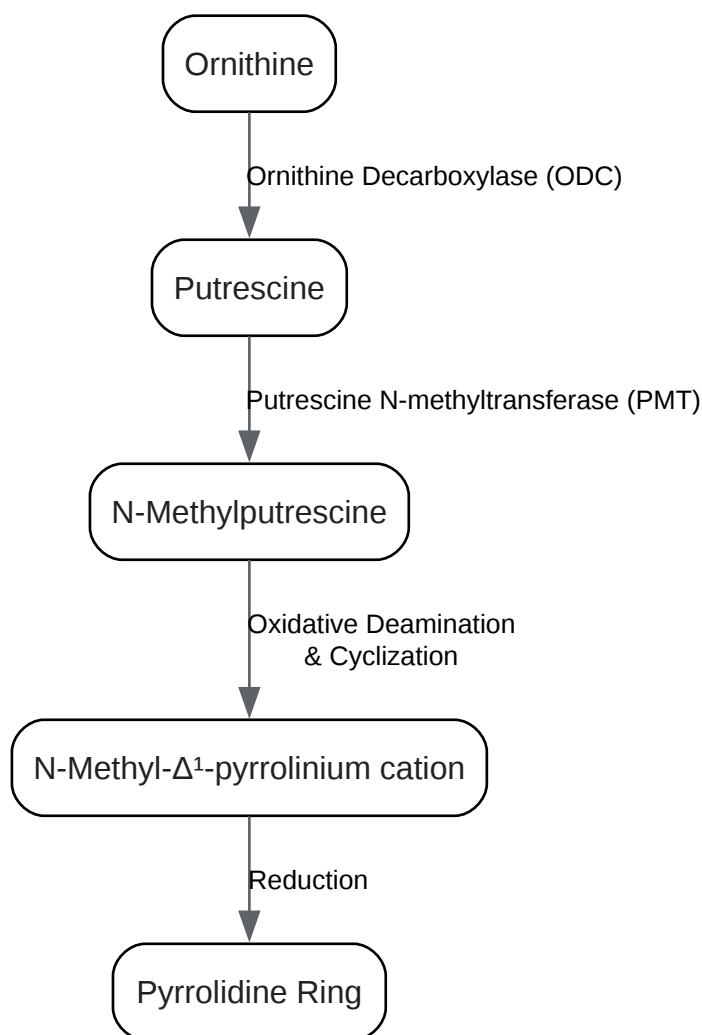 Ornithine
Ornithine Decarboxylase (ODC)
Putrescine
Putrescine N-methyltransferase (PMT)
N-Methylputrescine
Oxidative Deamination
& Cyclization
N-Methyl-Δ¹-pyrrolinium cation
Reduction
Pyrrolidine Ring